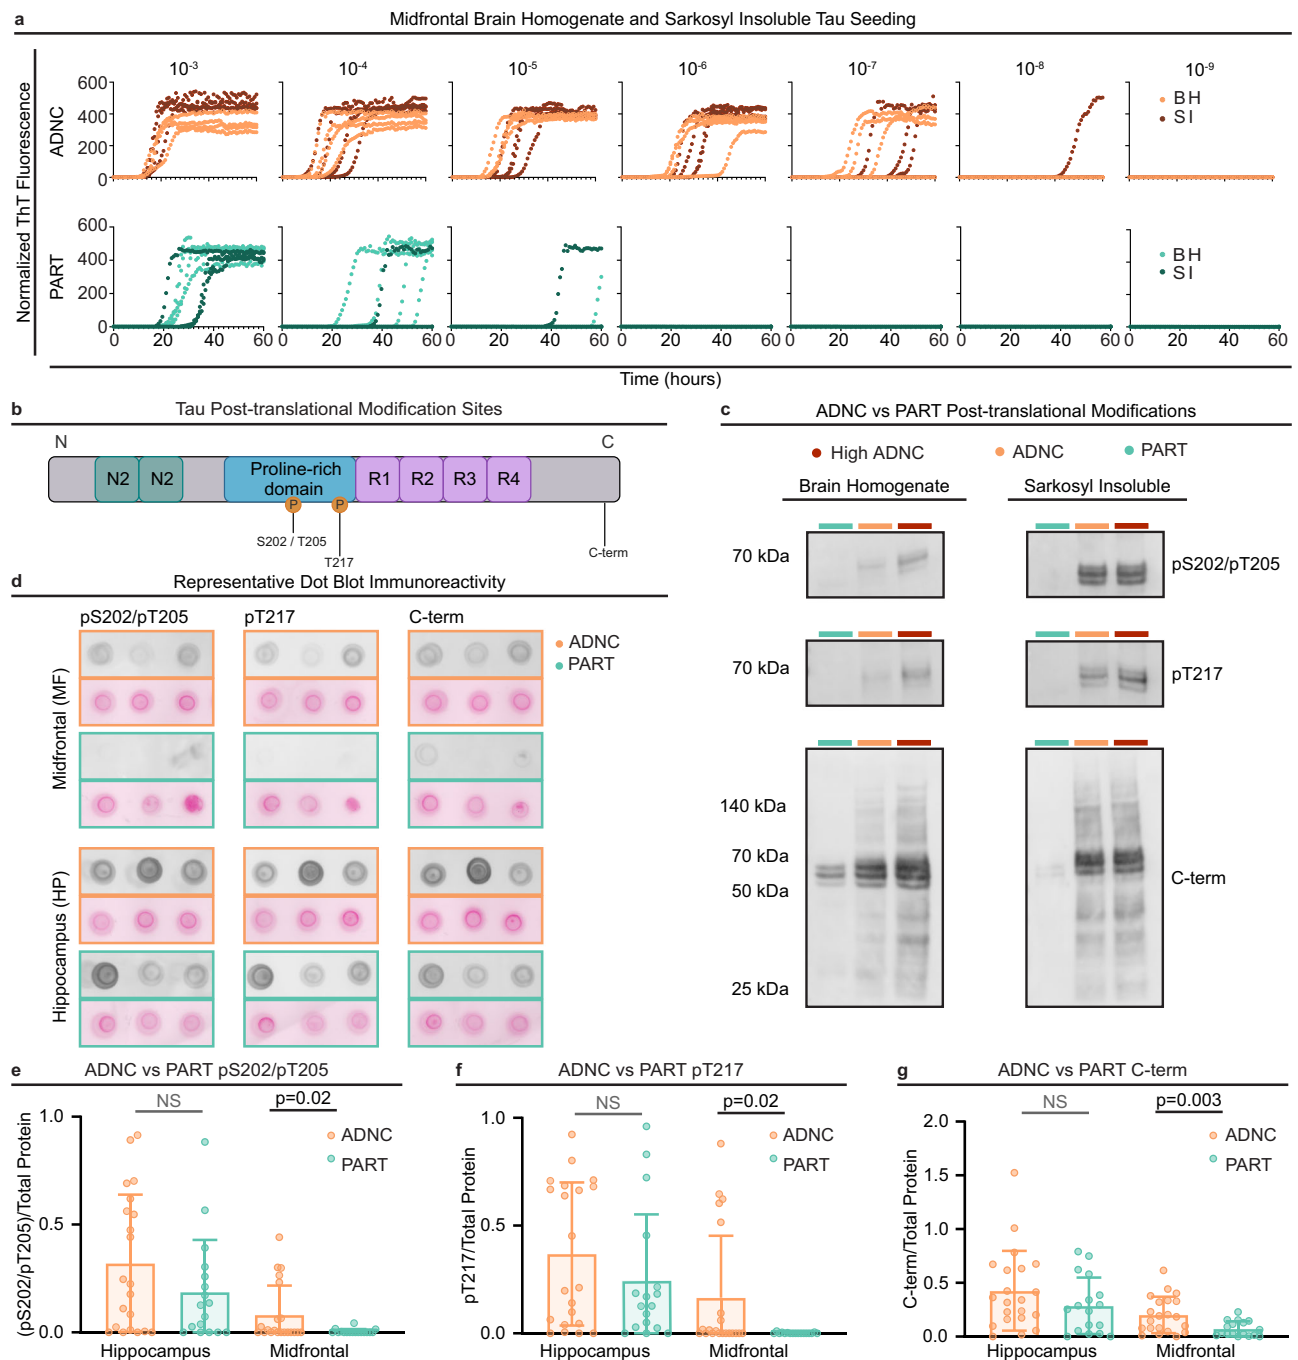 a Midfrontal Brain Homogenate and Sarkosyl Insoluble Tau Seeding
10-3 10-4 10-5 10-6 10-7 10-8 10-9
Normalized ThT Fluorescence
ADNC
600
400
200
0
BH
SI
PART
600
400
200
0
BH
SI
0 20 40 60 0 20 40 60 0 20 40 60 0 20 40 60 0 20 40 60 0 20 40 60 0 20 40 60
Time (hours)
b Tau Post-translational Modification Sites
N C
N2 N2 Proline-rich domain R1 R2 R3 R4
P P
S202 / T205
T217
C-term
c ADNC vs PART Post-translational Modifications
High ADNC ADNC PART
Brain Homogenate Sarkosyl Insoluble
70 kDa pS202/pT205
70 kDa pT217
140 kDa
70 kDa
50 kDa
25 kDa
C-term
d Representative Dot Blot Immunoreactivity
pS202/pT205 pT217 C-term
ADNC
PART
Midfrontal (MF)
Hippocampus (HP)
e ADNC vs PART pS202/pT205
NS p=0.02
ADNC
PART
(pS202/pT205)/Total Protein
1.0
0.5
0.0
Hippocampus Midfrontal
f ADNC vs PART pT217
NS p=0.02
ADNC
PART
pT217/Total Protein
1.0
0.5
0.0
Hippocampus Midfrontal
g ADNC vs PART C-term
NS p=0.003
ADNC
PART
C-term/Total Protein
2.0
1.5
1.0
0.5
0.0
Hippocampus Midfrontal